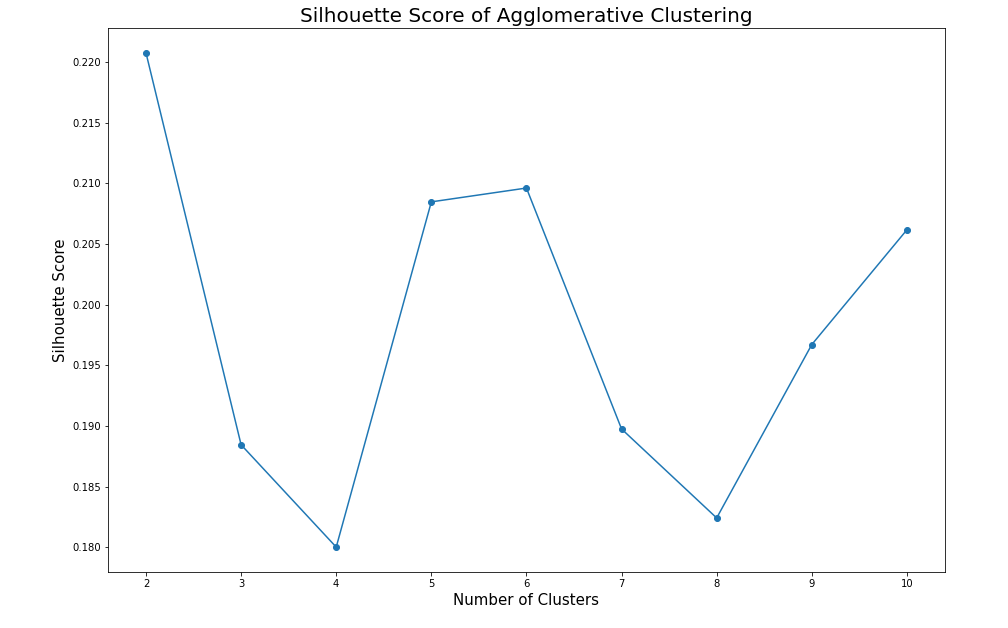 Silhouette Score of Agglomerative Clustering
0.220
0.215
0.210
0.205
0.200
0.195
0.190
0.185
0.180
Silhouette Score
2 3 4 5 6 7 8 9 10
Number of Clusters